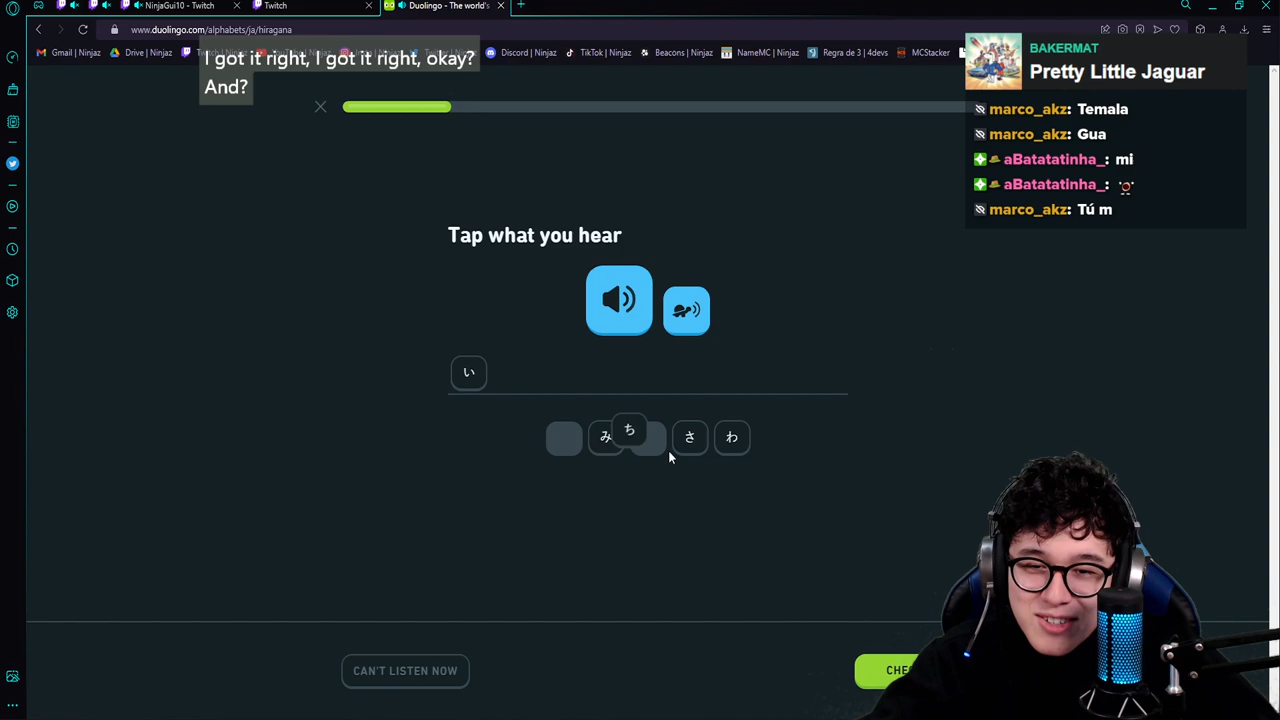 NinjaGui10 - Twitch
Twitch
Duolingo - The world's
www.duolingo.com/alphabets/ja/hiragana
Gmail | Ninjaz
Drive | Ninjaz
Discord | Ninjaz
TikTok | Ninjaz
Beacons | Ninjaz
NameMC | Ninjaz
Regra de 3 | 4devs
MCStacker
I got it right, I got it right, okay?
And?
BAKERMAT
Pretty Little Jaguar
marco_akz: Temala
marco_akz: Gua
aBatatatinha_: mi
aBatatatinha_:
marco_akz: Tú m
Tap what you hear
い
み ち さ わ
CAN'T LISTEN NOW
CHE